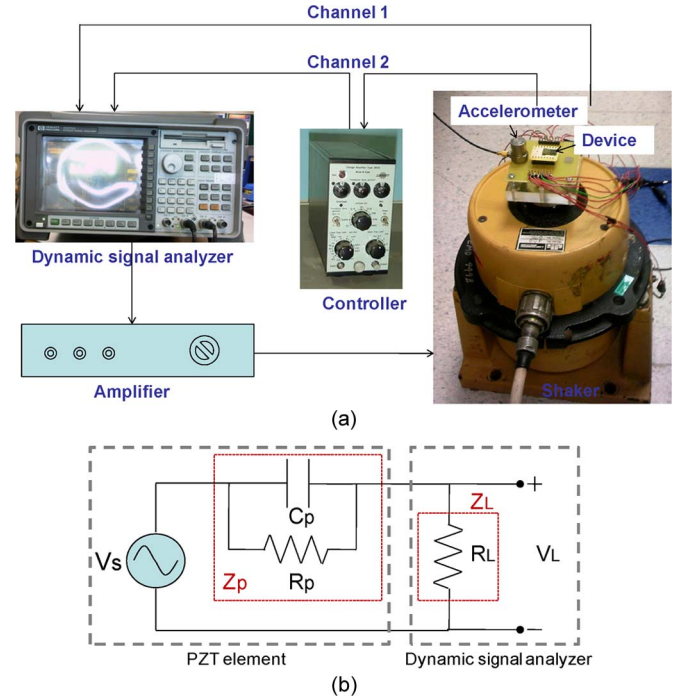 Channel 1
Channel 2
Accelerometer
Device
Dynamic signal analyzer
Controller
Amplifier
Shaker
(a)
Cp
Rp
Zp
Vs
ZL
RL
VL
+
−
PZT element
Dynamic signal analyzer
(b)